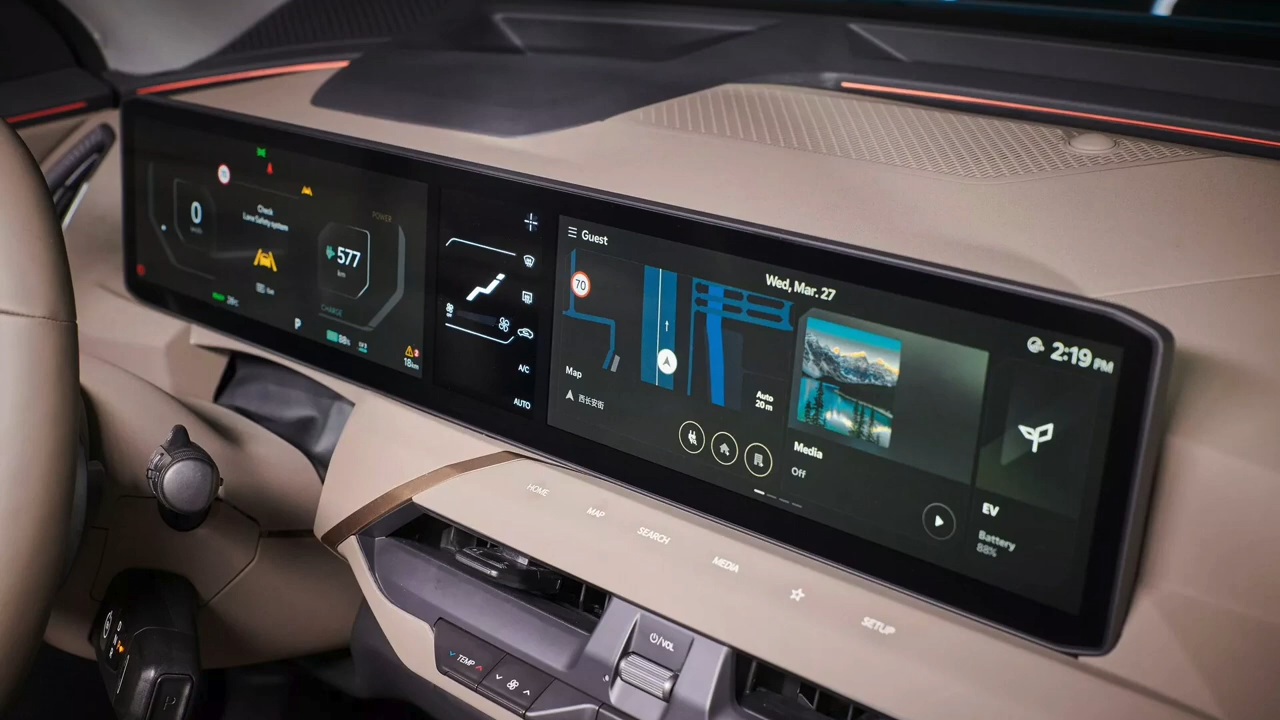 0
Check
Lane Safety system
POWER
577
km
CHARGE
P
88%
18km
A/C
AUTO
Guest
70
Map
西长安街
Auto
20 m
Wed, Mar. 27
Media
Off
2:19 PM
EV
Battery
88%
HOME
MAP
SEARCH
MEDIA
SETUP
TEMP
/VOL
P